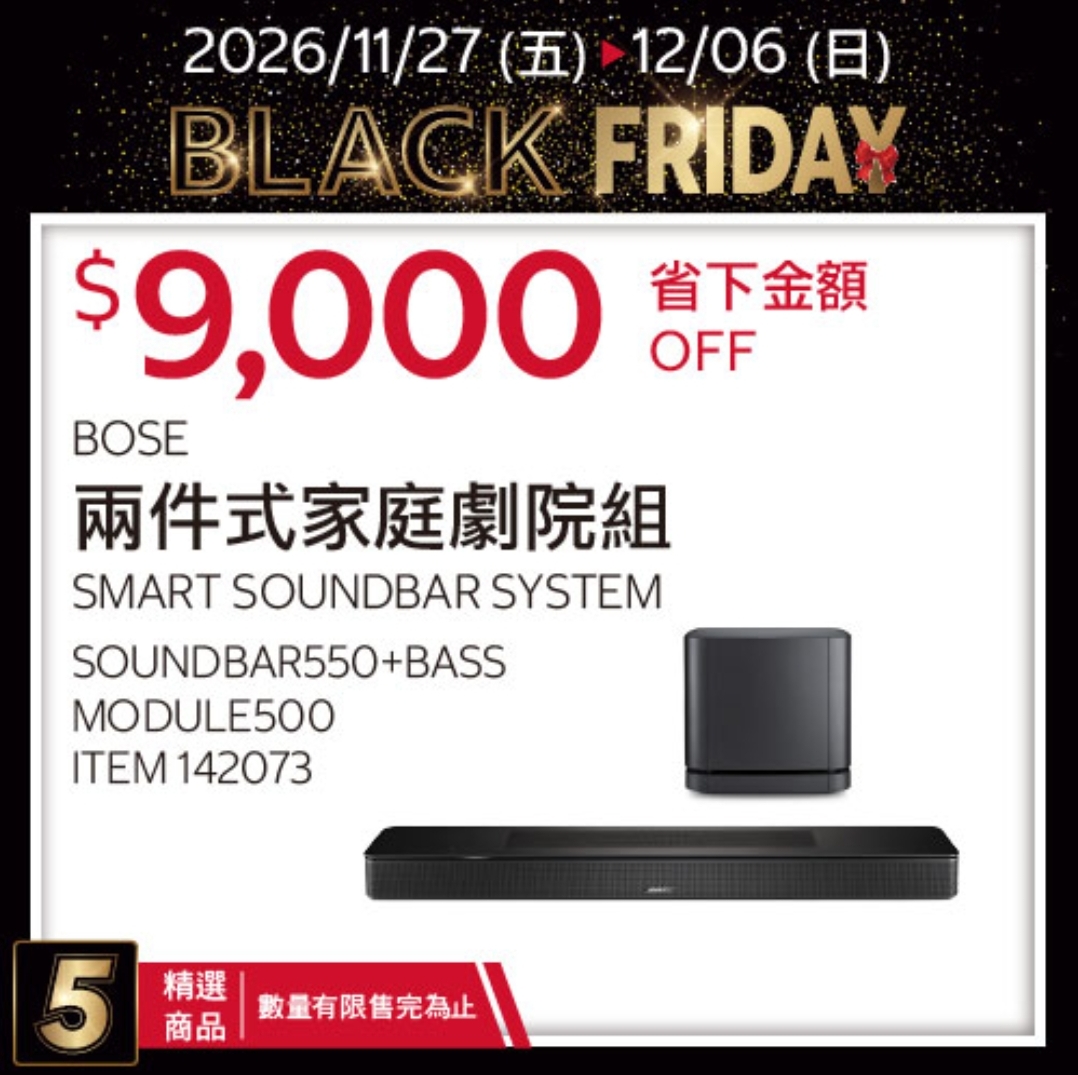 2026/11/27 (五)▶12/06 (日)
BLACK FRIDAY
$9,000 省下金額
OFF
BOSE
兩件式家庭劇院組
SMART SOUNDBAR SYSTEM
SOUNDBAR550+BASS
MODULE500
ITEM 142073
5
精選
商品
數量有限售完為止